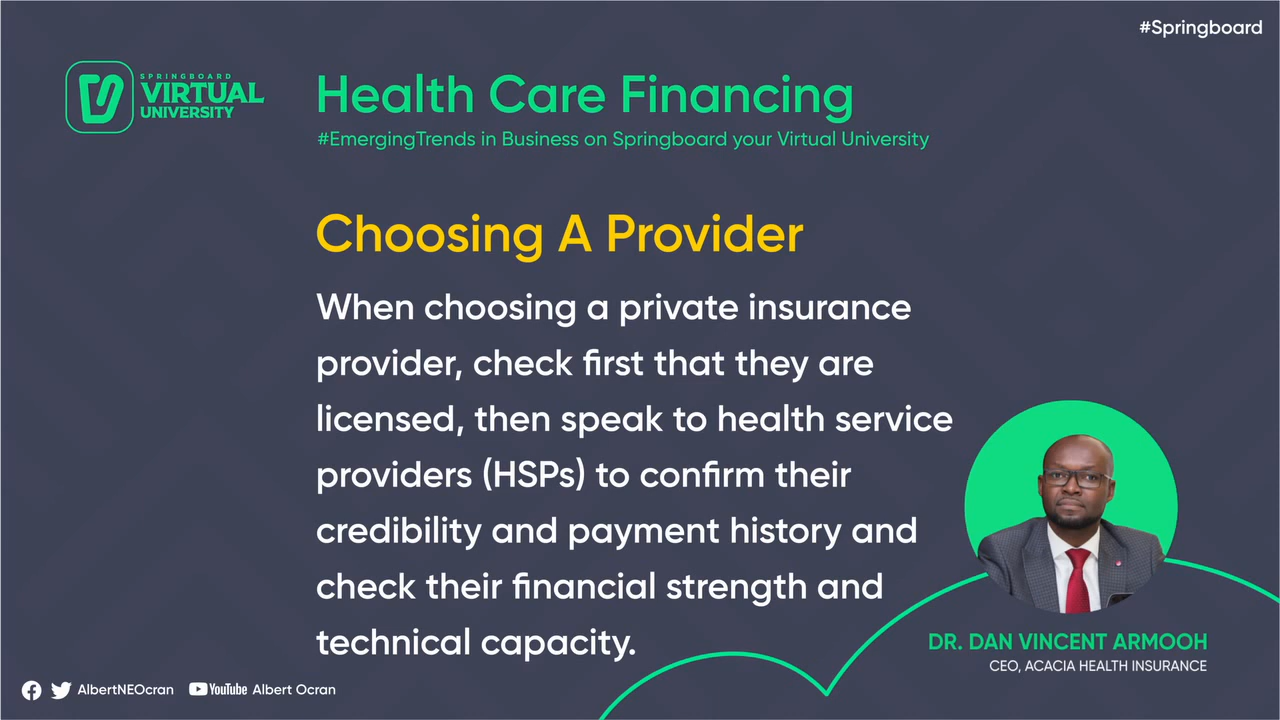 #Springboard
SPRINGBOARD
VIRTUAL
UNIVERSITY
Health Care Financing
#EmergingTrends in Business on Springboard your Virtual University
Choosing A Provider
When choosing a private insurance
provider, check first that they are
licensed, then speak to health service
providers (HSPs) to confirm their
credibility and payment history and
check their financial strength and
technical capacity.
DR. DAN VINCENT ARMOOH
CEO, ACACIA HEALTH INSURANCE
AlbertNEOcran YouTube Albert Ocran